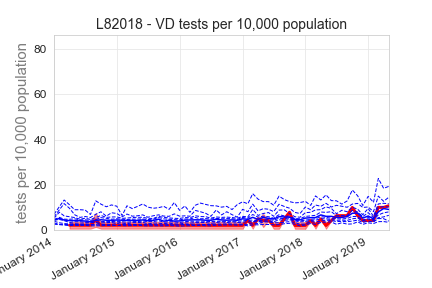 L82018 - VD tests per 10,000 population
tests per 10,000 population
80
60
40
20
0
nuary 2014
January 2015
January 2016
January 2017
January 2018
January 2019